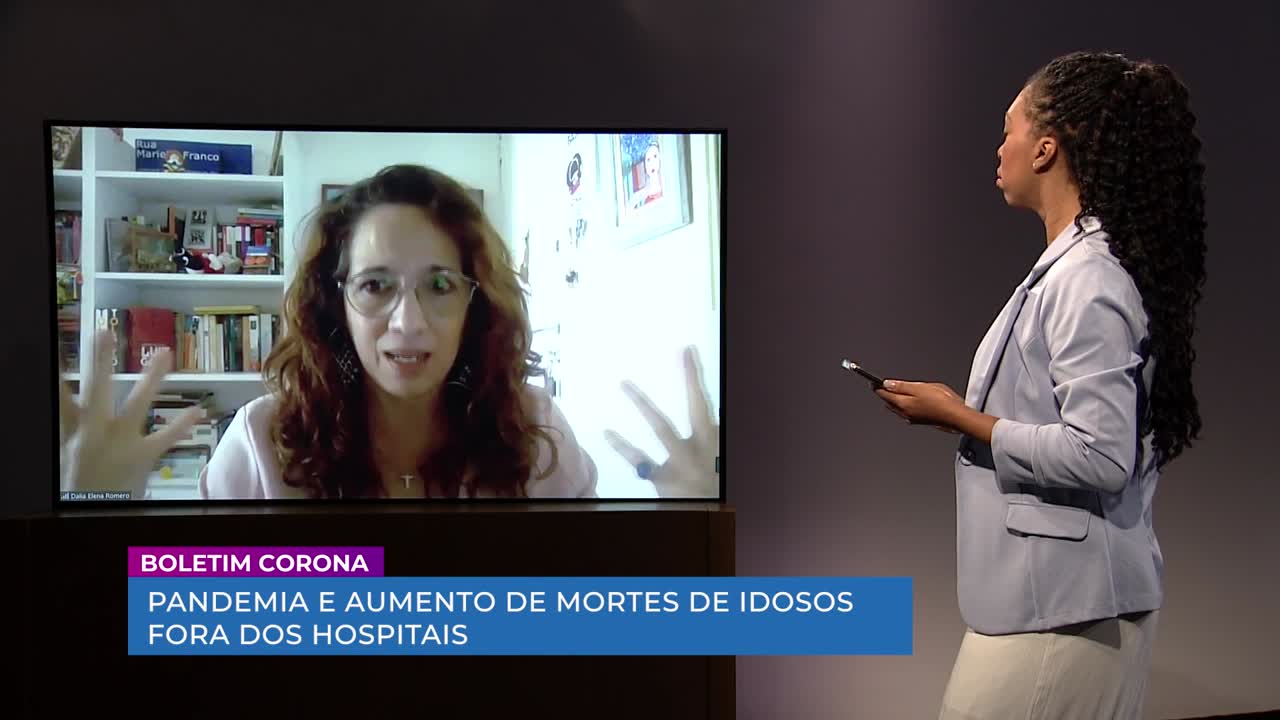 Rua
Marielle Franco
Dalia Elena Romero
BOLETIM CORONA
PANDEMIA E AUMENTO DE MORTES DE IDOSOS
FORA DOS HOSPITAIS